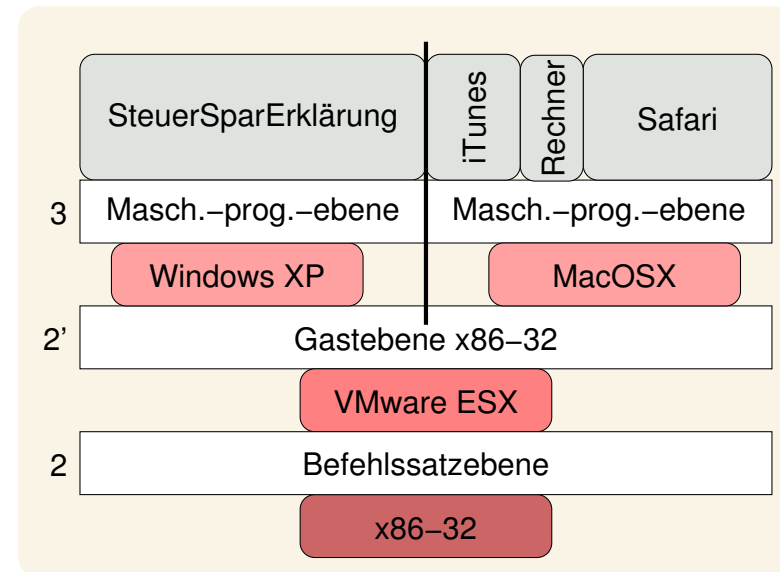 SteuerSparErklärung
iTunes
Rechner
Safari
3
Masch.–prog.–ebene
Masch.–prog.–ebene
Windows XP
MacOSX
2’
Gastebene x86–32
VMware ESX
2
Befehlssatzebene
x86–32